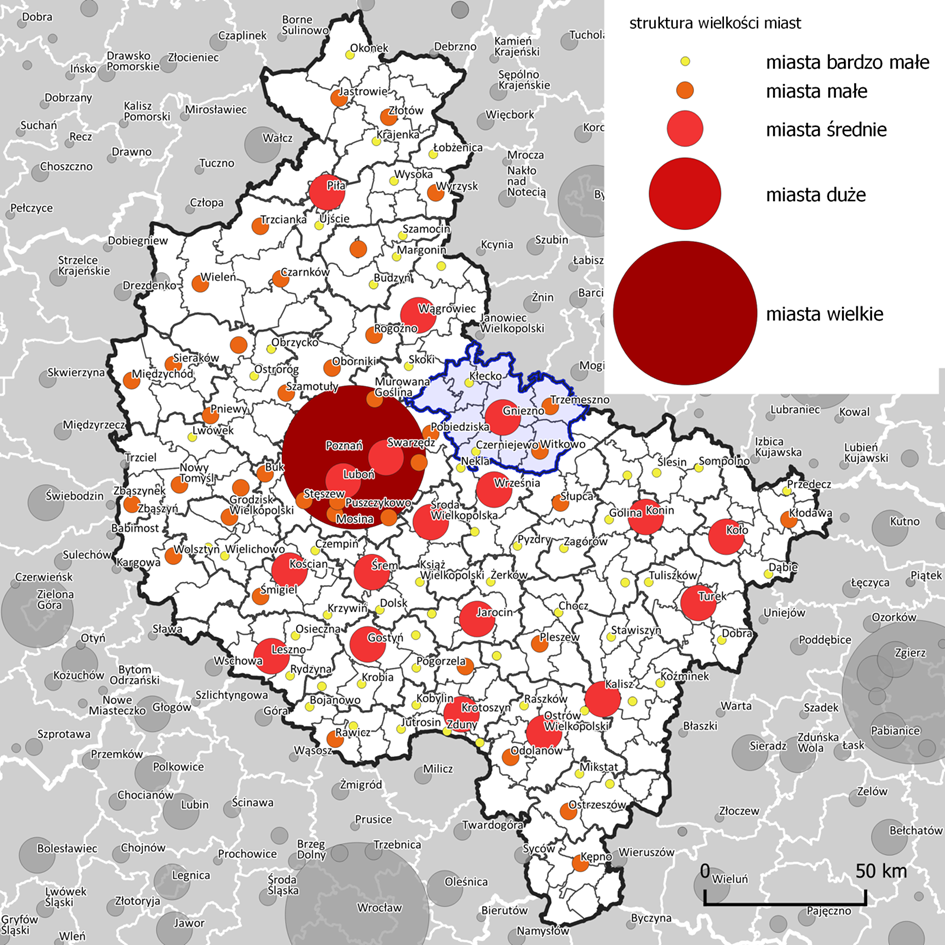 struktura wielkości miast
miasta bardzo małe
miasta małe
miasta średnie
miasta duże
miasta wielkie
Dobra
Czaplinek
Borne
Sulinowo
Okonek
Debrzno
Kamień
Krajeński
Tuchola
Ińsko
Drawsko
Pomorskie
Złocieniec
Sępólno
Krajeńskie
Dobrzany
Kalisz
Pomorski
Mirosławiec
Jastrowie
Złotów
Więcbork
Suchań
Recz
Wałcz
Krajenka
Łobżenica
Choszczno
Drawno
Tuczno
Mrocza
Nakło
nad
Notecią
Wysoka
Piła
Wyrzysk
By
Pełczyce
Człopa
Trzcianka
Ujście
Szamocin
Dobiegniew
Margonin
Kcynia
Szubin
Strzelce
Krajeńskie
Drezdenko
Wieleń
Czarnków
Budzyń
Łabisz
Żnin
Barci
Wągrowiec
Janowiec
Wielkopolski
Rogoźno
Obrzycko
Sieraków
Oborniki
Skoki
Mogi
Skwierzyna
Międzychód
Ostroróg
Kłecko
Szamotuły
Murowana
Goślina
Trzemeszno
Gniezno
Pniewy
Lwówek
Pobiedziska
Lubraniec
Kowal
Międzyrzecz
Poznań
Swarzędz
Czerniejewo
Witkowo
Izbica
Kujawska
Lubień
Kujawski
Trzciel
Nekla
Ślesin
Sompolno
Nowy
Tomyśl
Buk
Luboń
Września
Przedecz
Świebodzin
Zbąszynek
Zbąszyń
Grodzisk
Wielkopolski
Stęszew
Puszczykowo
Mosina
Środa
Wielkopolska
Słupca
Golina
Konin
Kłodawa
Kutno
Babimost
Koło
Sulechów
Kargowa
Wolsztyn
Wielichowo
Czempiń
Pyzdry
Zagórów
Dąbie
Czerwieńsk
Zielona
Góra
Kościan
Śrem
Książ
Wielkopolski
Żerków
Tuliszków
Łęczyca
Piątek
Śmigiel
Turek
Krzywiń
Dolsk
Jarocin
Chocz
Uniejów
Ozorków
Sława
Osieczna
Gostyń
Pleszew
Stawiszyn
Dobra
Poddębice
Otyń
Leszno
Zgierz
Wschowa
Rydzyna
Pogorzela
Kożuchów
Bytom
Odrzański
Krobia
Kalisz
Koźminek
Nowe
Miasteczko
Głogów
Szlichtyngowa
Góra
Bojanowo
Kobylin
Krotoszyn
Raszków
Warta
Szadek
Jutrosin
Zduny
Ostrów
Wielkopolski
Błaszki
Pabianice
Szprotawa
Rawicz
Zduńska
Wola
Łask
Sieradz
Wąsosz
Odolanów
Przemków
Polkowice
Milicz
Mikstat
Żmigród
Zelów
Chocianów
Lubin
Ścinawa
Ostrzeszów
Złoczew
Prusice
Twardogóra
Bełchatów
Bolesławiec
Chojnów
Prochowice
Brzeg
Dolny
Trzebnica
Syców
Kępno
Wieruszów
0
50 km
Legnica
Środa
Śląska
Oleśnica
Wieluń
Lwówek
Śląski
Złotoryja
Wrocław
Bierutów
Pajęczno
Gryfów
Śląski
Jawor
Byczyna
Wleń
Namysłów